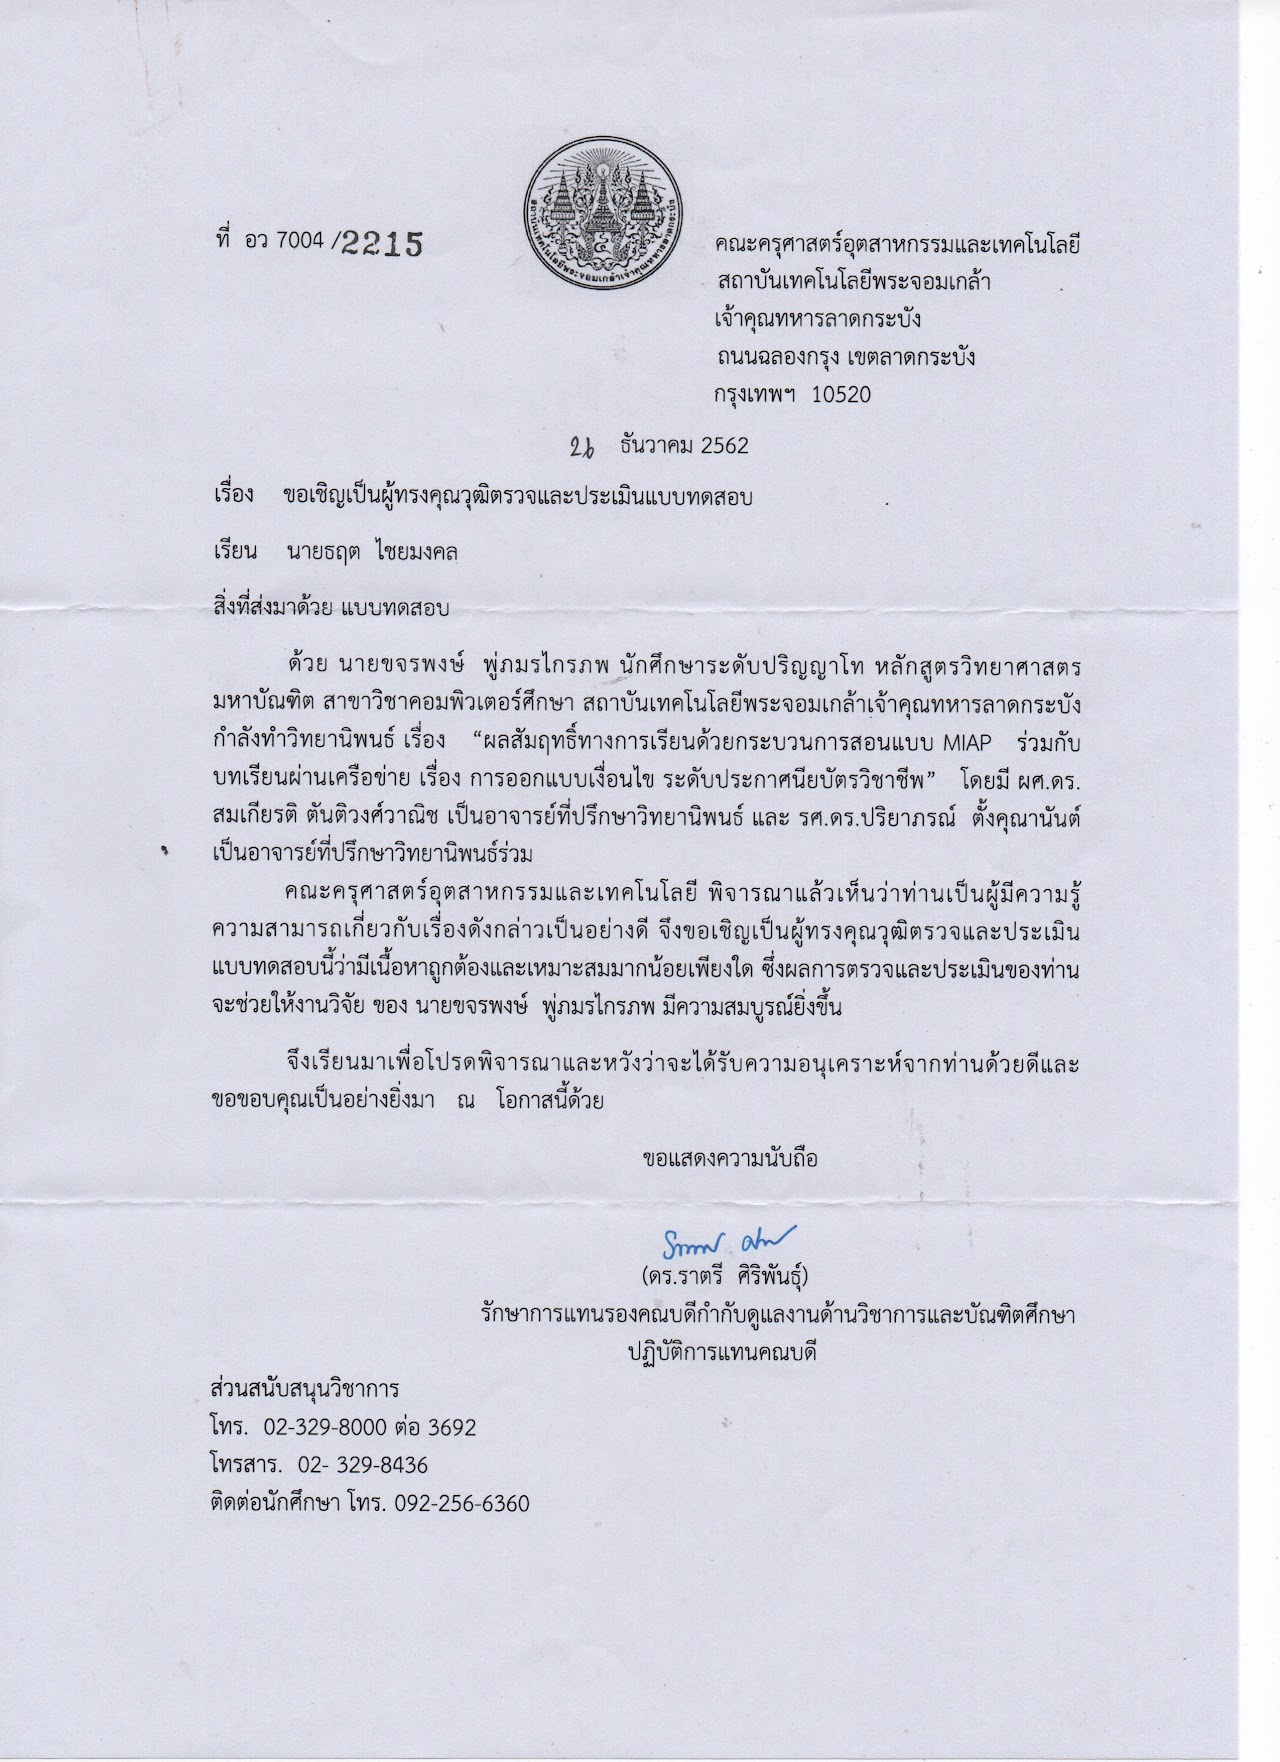 ที่ อว 7004 /2215
สถาบันเทคโนโลยีพระจอมเกล้าเจ้าคุณทหารลาดกระบัง
คณะครุศาสตร์อุตสาหกรรมและเทคโนโลยี
สถาบันเทคโนโลยีพระจอมเกล้า
เจ้าคุณทหารลาดกระบัง
ถนนฉลองกรุง เขตลาดกระบัง
กรุงเทพฯ 10520
26 ธันวาคม 2562
เรื่อง ขอเชิญเป็นผู้ทรงคุณวุฒิตรวจและประเมินแบบทดสอบ
เรียน นายธฤต ไชยมงคล
สิ่งที่ส่งมาด้วย แบบทดสอบ
ด้วย นายขจรพงษ์ พู่ภมรไกรภพ นักศึกษาระดับปริญญาโท หลักสูตรวิทยาศาสตร
มหาบัณฑิต สาขาวิชาคอมพิวเตอร์ศึกษา สถาบันเทคโนโลยีพระจอมเกล้าเจ้าคุณทหารลาดกระบัง
กำลังทำวิทยานิพนธ์ เรื่อง “ผลสัมฤทธิ์ทางการเรียนด้วยกระบวนการสอนแบบ MIAP ร่วมกับ
บทเรียนผ่านเครือข่าย เรื่อง การออกแบบเงื่อนไข ระดับประกาศนียบัตรวิชาชีพ” โดยมี ผศ.ดร.
สมเกียรติ ตันติวงศ์วาณิช เป็นอาจารย์ที่ปรึกษาวิทยานิพนธ์ และ รศ.ดร.ปริยาภรณ์ ตั้งคุณานันต์
เป็นอาจารย์ที่ปรึกษาวิทยานิพนธ์ร่วม
คณะครุศาสตร์อุตสาหกรรมและเทคโนโลยี พิจารณาแล้วเห็นว่าท่านเป็นผู้มีความรู้
ความสามารถเกี่ยวกับเรื่องดังกล่าวเป็นอย่างดี จึงขอเชิญเป็นผู้ทรงคุณวุฒิตรวจและประเมิน
แบบทดสอบนี้ว่ามีเนื้อหาถูกต้องและเหมาะสมมากน้อยเพียงใด ซึ่งผลการตรวจและประเมินของท่าน
จะช่วยให้งานวิจัย ของ นายขจรพงษ์ พู่ภมรไกรภพ มีความสมบูรณ์ยิ่งขึ้น
จึงเรียนมาเพื่อโปรดพิจารณาและหวังว่าจะได้รับความอนุเคราะห์จากท่านด้วยดีและ
ขอขอบคุณเป็นอย่างยิ่งมา ณ โอกาสนี้ด้วย
ขอแสดงความนับถือ
(ดร.ราตรี ศิริพันธุ์)
รักษาการแทนรองคณบดีกำกับดูแลงานด้านวิชาการและบัณฑิตศึกษา
ปฏิบัติการแทนคณบดี
ส่วนสนับสนุนวิชาการ
โทร. 02-329-8000 ต่อ 3692
โทรสาร. 02- 329-8436
ติดต่อนักศึกษา โทร. 092-256-6360